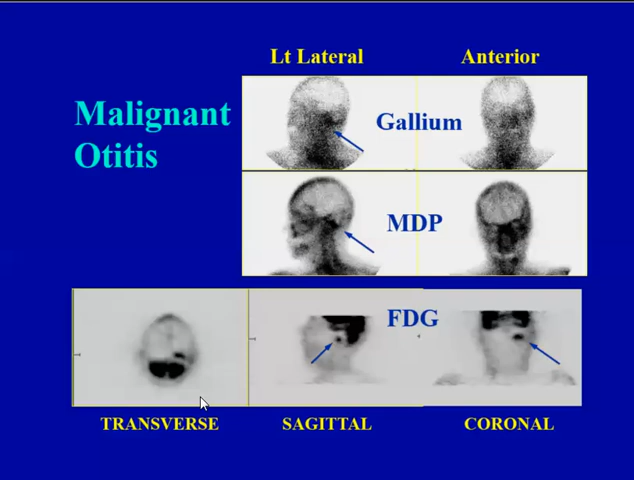 Lt Lateral
Anterior
Malignant
Otitis
Gallium
MDP
FDG
TRANSVERSE
SAGITTAL
CORONAL